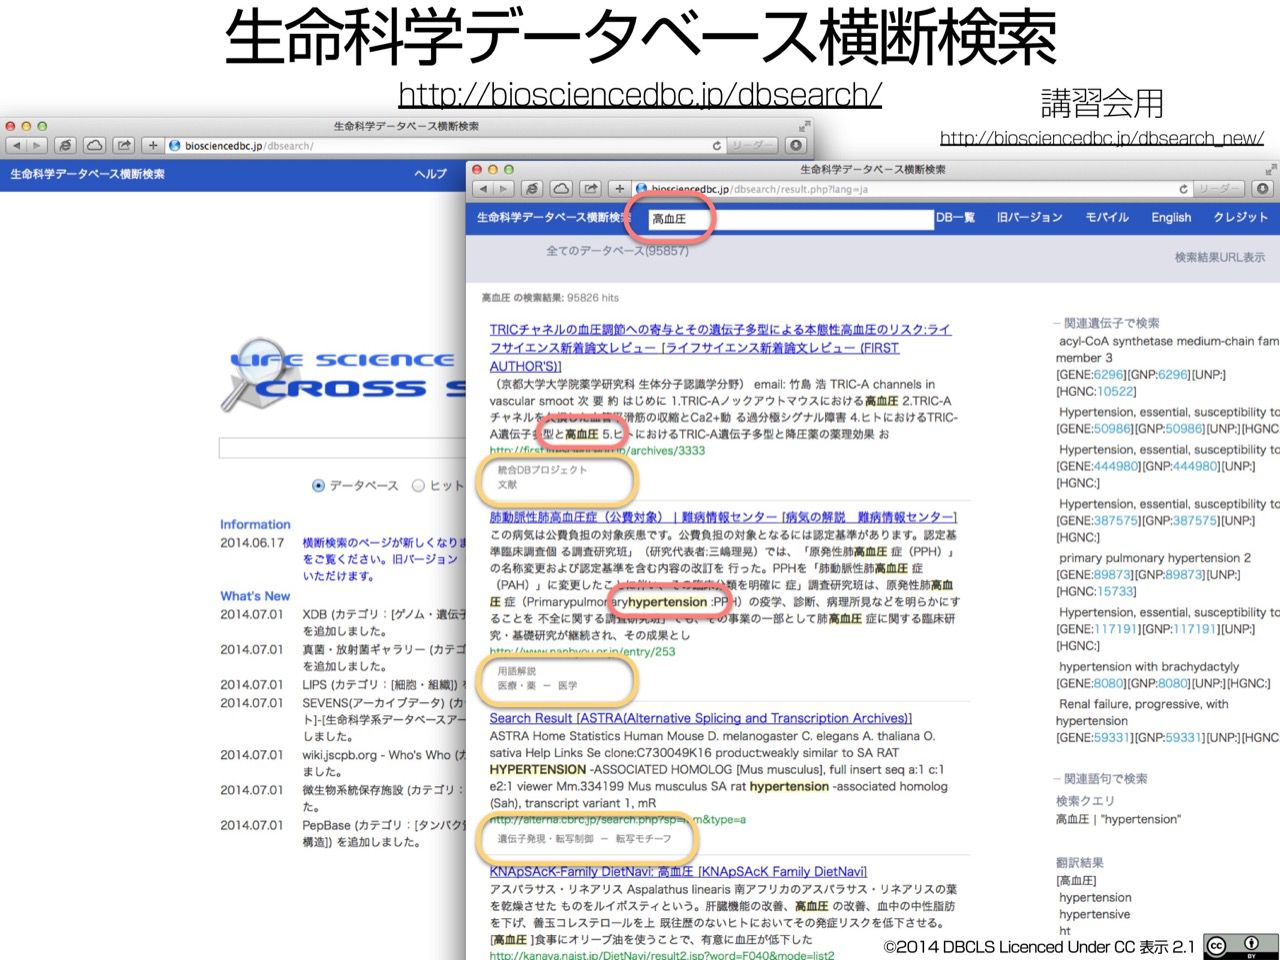 生命科学データベース横断検索
http://biosciencedbc.jp/dbsearch/
講習会用
http://biosciencedbc.jp/dbsearch_new/
生命科学データベース横断検索
biosciencedbc.jp/dbsearch/
リーダー
生命科学データベース横断検索
ヘルプ
LIFE SCIENCE
CROSS S
データベース
ヒット
Information
2014.06.17
横断検索のページが新しくなりま
をご覧ください。旧バージョン
いただけます。
What's New
2014.07.01
XDB (カテゴリ：[ゲノム・遺伝子
を追加しました。
2014.07.01
真菌・放射菌ギャラリー (カテゴ
を追加しました。
2014.07.01
LIPS (カテゴリ：[細胞・組織]) を
2014.07.01
SEVENS(アーカイブデータ) (カ
ト]-[生命科学系データベースアー
しました。
2014.07.01
wiki.jscpb.org - Who's Who (カ
ました。
2014.07.01
微生物系統保存施設 (カテゴリ：
た。
2014.07.01
PepBase (カテゴリ：[タンパク質
構造]) を追加しました。
生命科学データベース横断検索
biosciencedbc.jp/dbsearch/result.php?lang=ja
リーダー
生命科学データベース横断検索
高血圧
DB一覧
旧バージョン
モバイル
English
クレジット
全てのデータベース(95857)
検索結果URL表示
高血圧 の検索結果: 95826 hits
TRICチャネルの血圧調節への寄与とその遺伝子多型による本態性高血圧のリスク:ライ
フサイエンス新着論文レビュー [ライフサイエンス新着論文レビュー (FIRST
AUTHOR'S)]
（京都大学大学院薬学研究科 生体分子認識学分野） email: 竹島 浩 TRIC-A channels in
vascular smoot 次 要 約 はじめに 1.TRIC-Aノックアウトマウスにおける高血圧 2.TRIC-A
チャネルを欠損した血管平滑筋の収縮とCa2+動 る過分極シグナル障害 4.ヒトにおけるTRIC-
A遺伝子多型と高血圧 5.ヒトにおけるTRIC-A遺伝子多型と降圧薬の薬理効果 お
http://first.lifesciencedb.jp/archives/3333
統合DBプロジェクト
文献
肺動脈性肺高血圧症（公費対象）｜難病情報センター [病気の解説 難病情報センター]
この病気は公費負担の対象疾患です。公費負担の対象となるには認定基準があります。認定基
準臨床調査個 る調査研究班」（研究代表者:三嶋理晃）では、「原発性肺高血圧 症（PPH）」
の名称変更および認定基準を含む内容の改訂を 行った。PPHを「肺動脈性肺高血圧 症
（PAH）」に変更したことに伴い、その臨床分類を明確に 症」調査研究班は、原発性肺高血
圧 症（Primarypulmonaryhypertension :PPH）の疫学、診断、病理所見などを明らかにす
ることを 不全に関する調査研究班」でも、その事業の一部として肺高血圧 症に関する臨床研
究・基礎研究が継続され、その成果とし
http://www.nanbyou.or.jp/entry/253
用語解説
医療・薬 － 医学
Search Result [ASTRA(Alternative Splicing and Transcription Archives)]
ASTRA Home Statistics Human Mouse D. melanogaster C. elegans A. thaliana O.
sativa Help Links Se clone:C730049K16 product:weakly similar to SA RAT
HYPERTENSION -ASSOCIATED HOMOLOG [Mus musculus], full insert seq a:1 c:1
e2:1 viewer Mm.334199 Mus musculus SA rat hypertension -associated homolog
(Sah), transcript variant 1, mR
http://alterna.cbrc.jp/search.php?sp=m&type=a
遺伝子発現・転写制御 － 転写モチーフ
KNApSAcK-Family DietNavi: 高血圧 [KNApSAcK Family DietNavi]
アスパラサス・リネアリス Aspalathus linearis 南アフリカのアスパラサス・リネアリスの葉
を乾燥させた ものをルイボスティという。肝臓機能の改善、高血圧 の改善、血中の中性脂肪
を下げ、善玉コレステロールを上 既往歴のないヒトにおいてその発症リスクを低下させる。
[高血圧 ]食事にオリーブ油を使うことで、有意に血圧が低下した
http://kanaya.naist.jp/DietNavi/result2.jsp?word=F040&mode=list2
関連遺伝子で検索
acyl-CoA synthetase medium-chain fam
member 3
[GENE:6296][GNP:6296][UNP:]
[HGNC:10522]
Hypertension, essential, susceptibility to
[GENE:50986][GNP:50986][UNP:][HGNC
Hypertension, essential, susceptibility to
[GENE:444980][GNP:444980][UNP:]
[HGNC:]
Hypertension, essential, susceptibility to
[GENE:387575][GNP:387575][UNP:]
[HGNC:]
primary pulmonary hypertension 2
[GENE:89873][GNP:89873][UNP:]
[HGNC:15733]
Hypertension, essential, susceptibility to
[GENE:117191][GNP:117191][UNP:]
[HGNC:]
hypertension with brachydactyly
[GENE:8080][GNP:8080][UNP:][HGNC:]
Renal failure, progressive, with
hypertension
[GENE:59331][GNP:59331][UNP:][HGNC:
関連語句で検索
検索クエリ
高血圧 | "hypertension"
翻訳結果
[高血圧]
hypertension
hypertensive
ht
©2014 DBCLS Licenced Under CC 表示 2.1
CC
BY